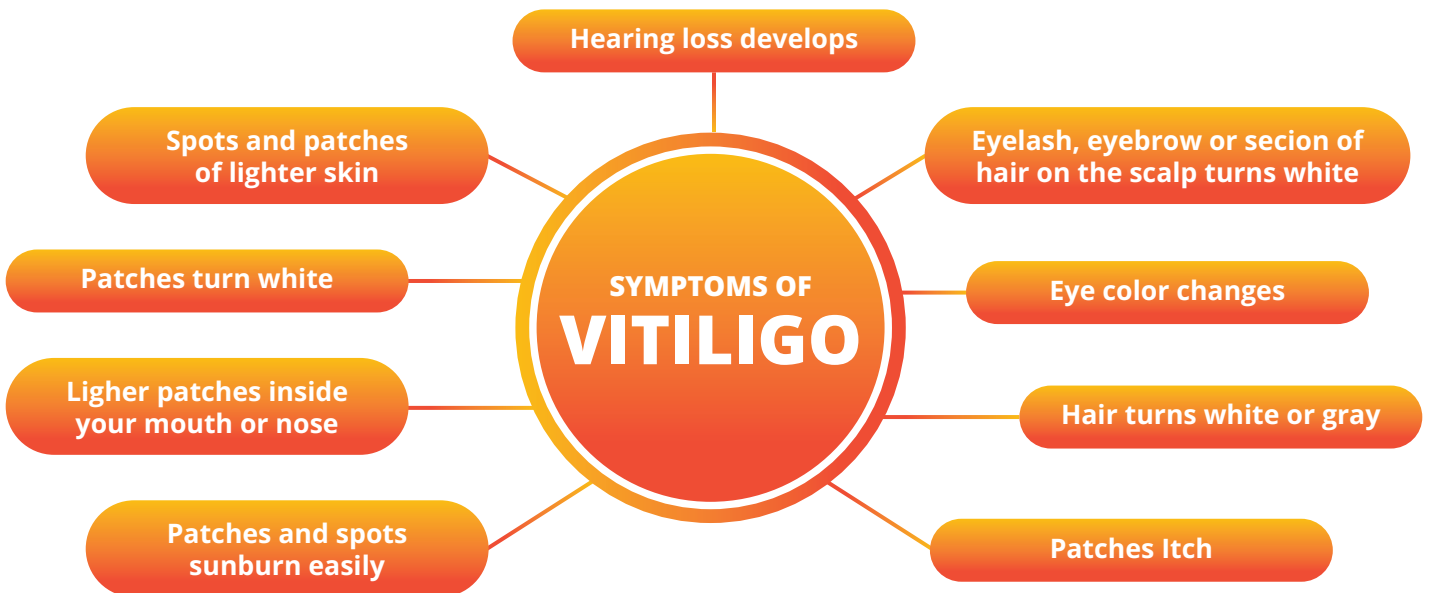 Hearing loss develops
Spots and patches
of lighter skin
Eyelash, eyebrow or secion of
hair on the scalp turns white
Patches turn white
Eye color changes
SYMPTOMS OF
VITILIGO
Ligher patches inside
your mouth or nose
Hair turns white or gray
Patches and spots
sunburn easily
Patches Itch